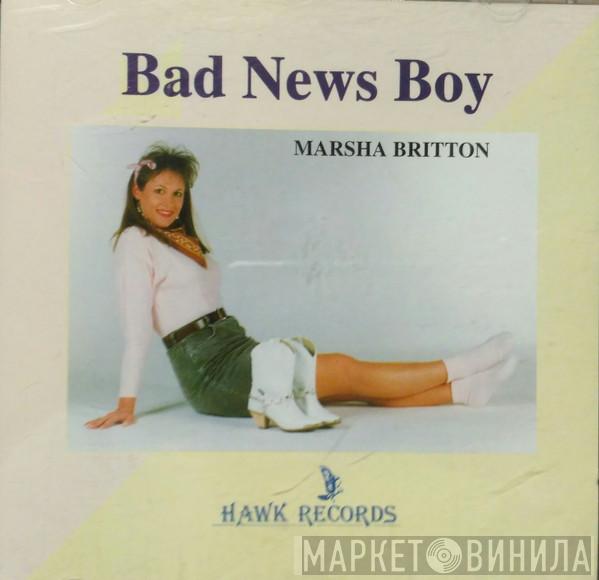 Bad News Boy
MARSHA BRITTON
HAWK RECORDS
МАРКЕТ ВИНИЛА